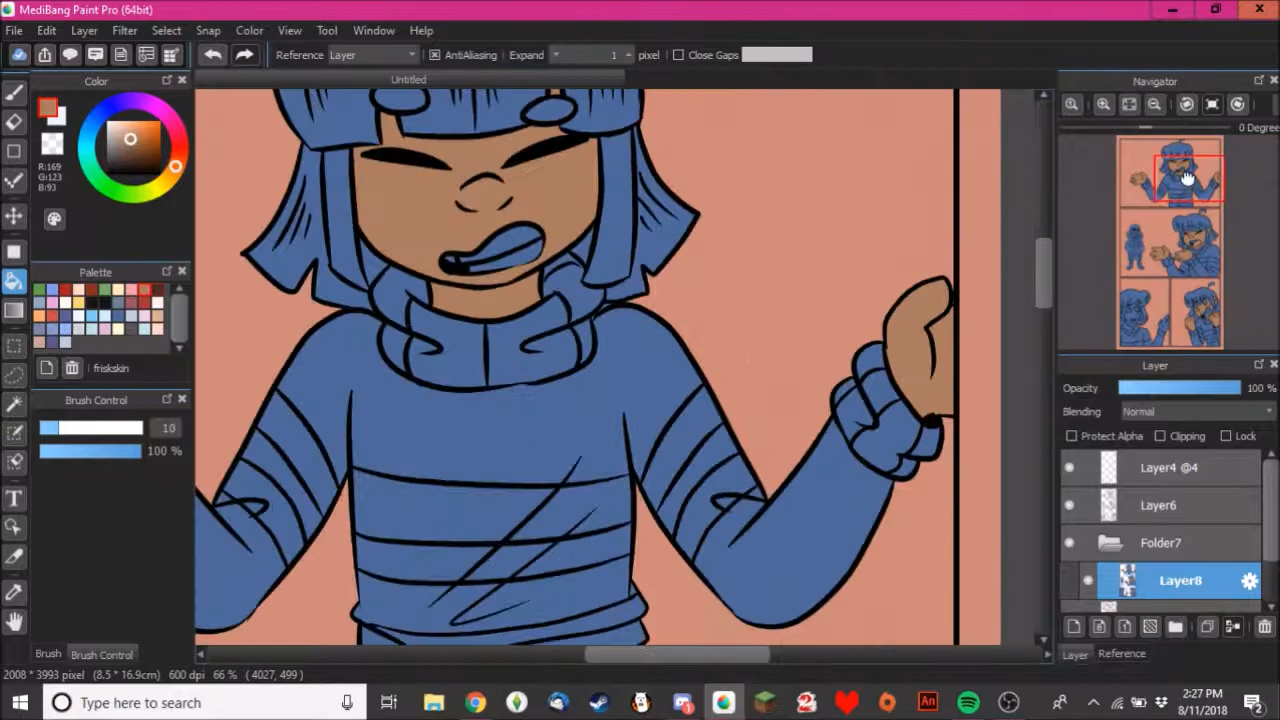 MediBang Paint Pro (64bit)
File Edit Layer Filter Select Snap Color View Tool Window Help
Reference Layer AntiAliasing Expand 1 pixel Close Gaps
Color
Untitled
Navigator
0 Degree
R:169
G:123
B:93
Palette
friskskin
Brush Control
10
100 %
Layer
Opacity 100 %
Blending Normal
Protect Alpha Clipping Lock
Layer4 @4
Layer6
Folder7
Layer8
Brush Brush Control
Layer Reference
2008 * 3993 pixel (8.5 * 16.9cm) 600 dpi 66 % ( 4027, 499 )
Type here to search
An
2:27 PM
8/11/2018
2